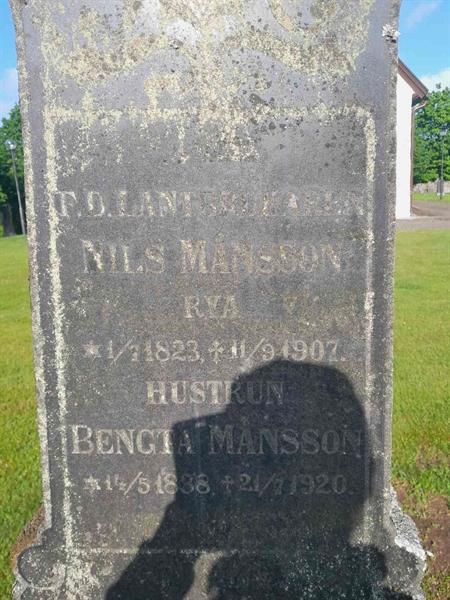 F.D. LANTBRUKAREN
NILS MÅNSSON
RYA
*1/7 1823, †11/9 1907.
HUSTRUN
BENGTA MÅNSSON
*14/5 1838, †21/7 1920.